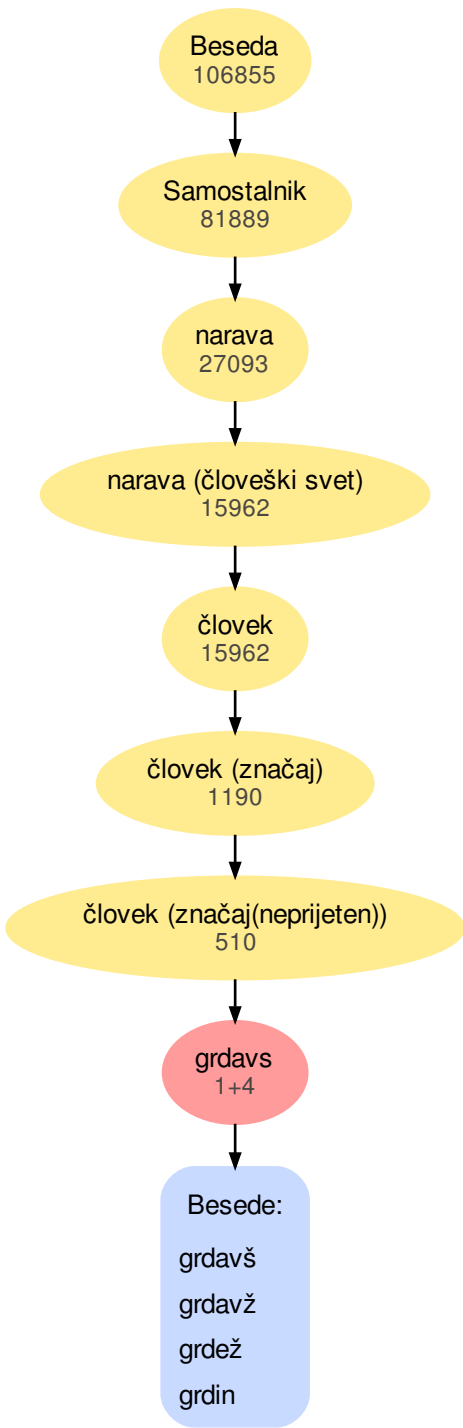 Beseda
106855
Samostalnik
81889
narava
27093
narava (človeški svet)
15962
človek
15962
človek (značaj)
1190
človek (značaj(neprijeten))
510
grdavs
1+4
Besede:
grdavš
grdavž
grdež
grdin